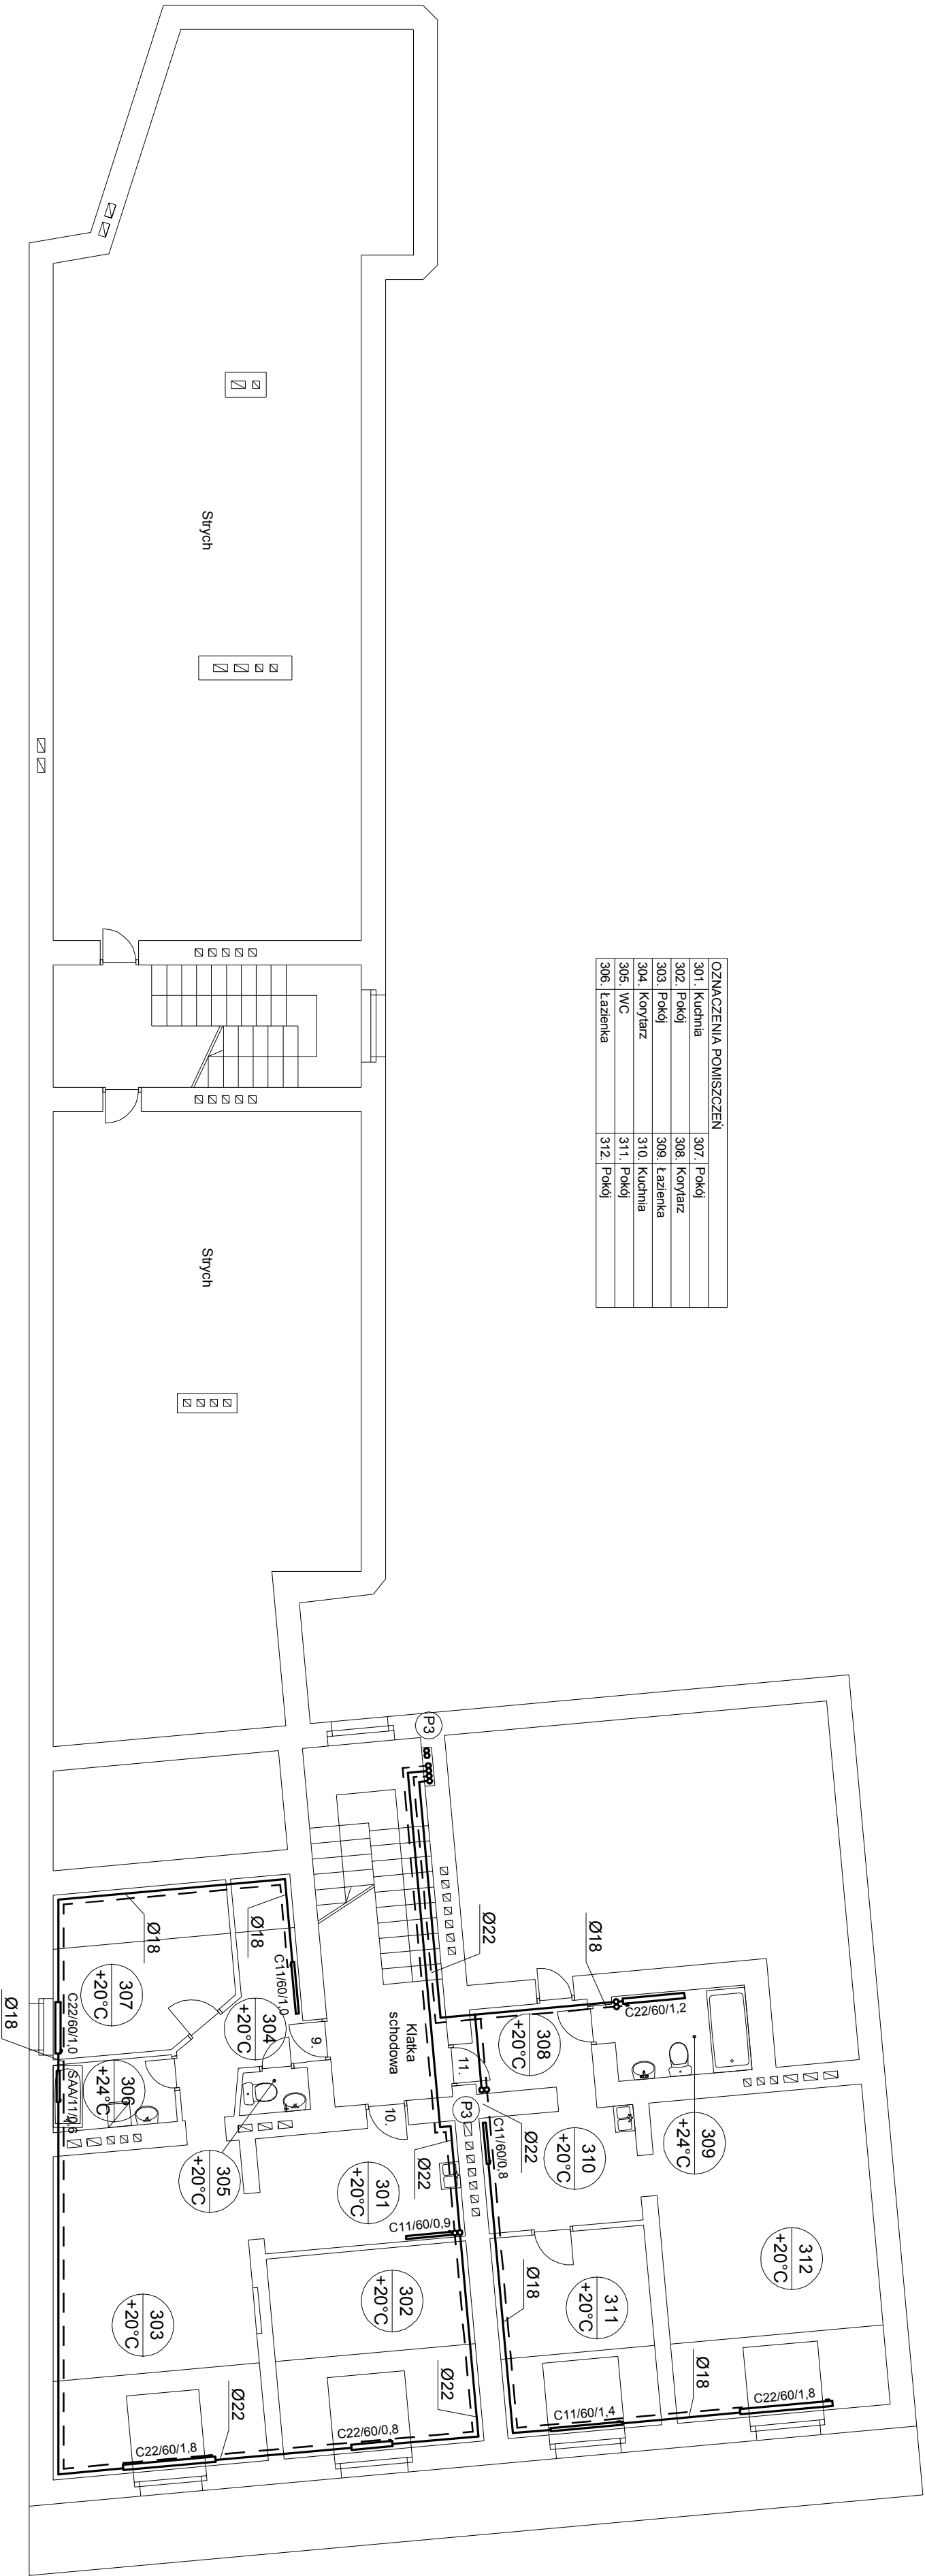 OZNACZENIA POMISZCZEŃ
301. Kuchnia
307. Pokój
302. Pokój
308. Korytarz
303. Pokój
309. Łazienka
304. Korytarz
310. Kuchnia
305. WC
311. Pokój
306. Łazienka
312. Pokój
Strych
Strych
P3
Ø22
Ø18
C22/60/1,2
309
+24°C
308
+20°C
11.
Klatka
schodowa
P3
Ø22
C11/60/0,8
310
+20°C
312
+20°C
311
+20°C
Ø18
Ø18
C22/60/1,8
C11/60/1,4
Ø18
Ø18
C11/60/1,0
307
+20°C
304
+20°C
9.
10.
C22/60/1,0
Ø18
SAA/11/0,6
306
+24°C
305
+20°C
301
+20°C
Ø22
C11/60/0,9
302
+20°C
303
+20°C
Ø22
Ø22
C22/60/0,8
C22/60/1,8